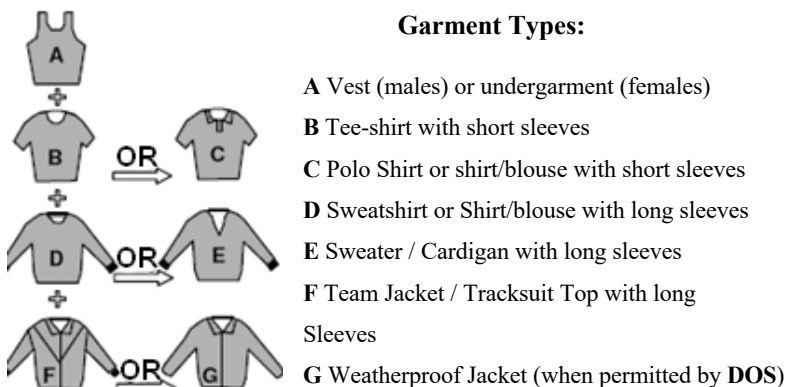 Garment Types:
A
A Vest (males) or undergarment (females)
B Tee-shirt with short sleeves
B OR C
C Polo Shirt or shirt/blouse with short sleeves
D Sweatshirt or Shirt/blouse with long sleeves
D OR E
E Sweater / Cardigan with long sleeves
F Team Jacket / Tracksuit Top with long
Sleeves
F OR G
G Weatherproof Jacket (when permitted by DOS)